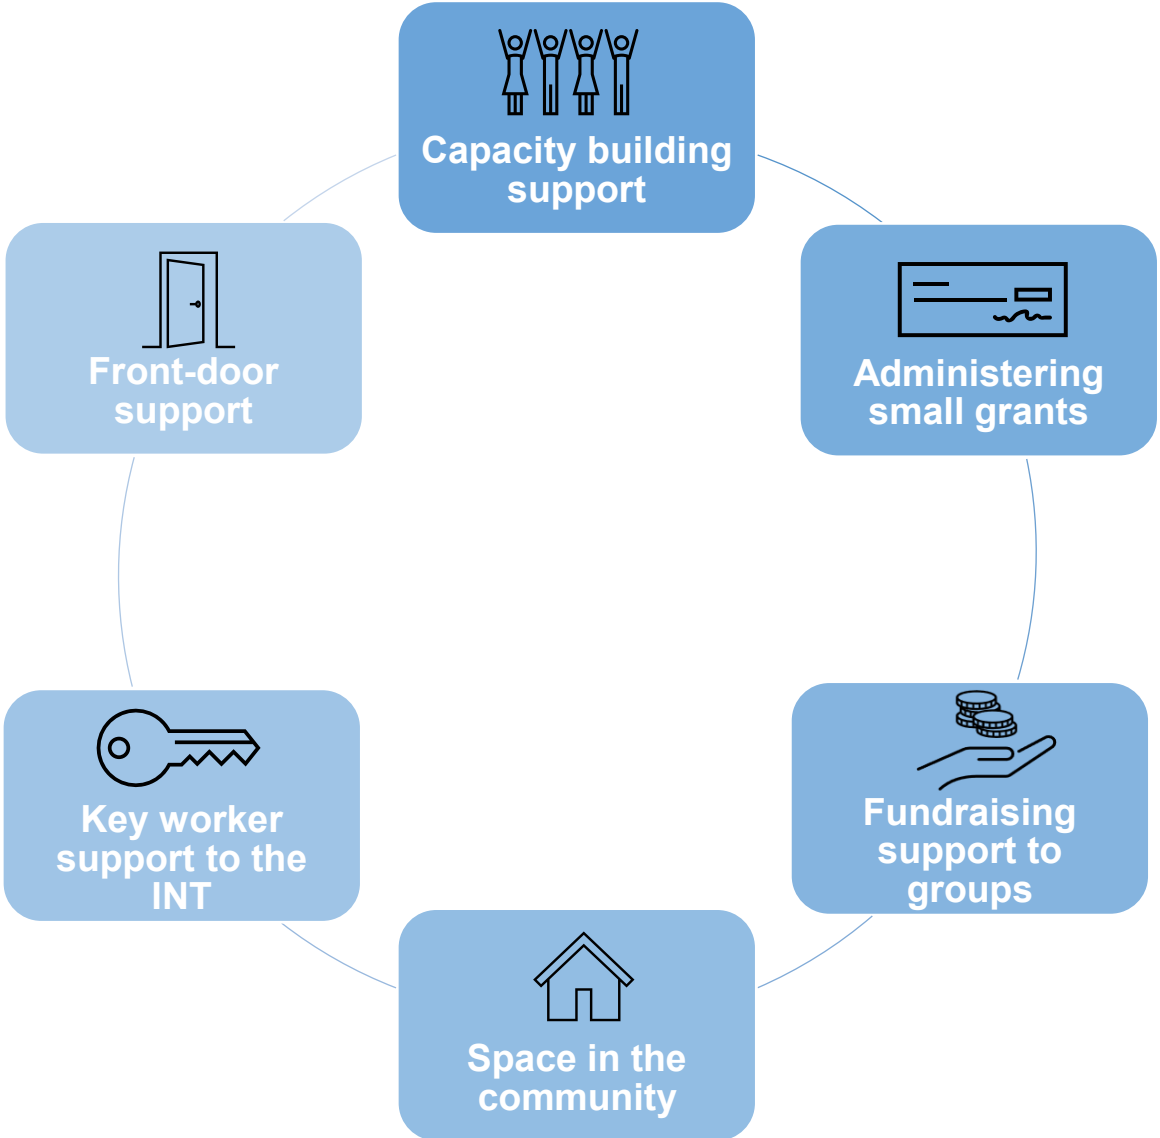 Capacity building
support
Administering
small grants
Fundraising
support to
groups
Space in the
community
Key worker
support to the
INT
Front-door
support